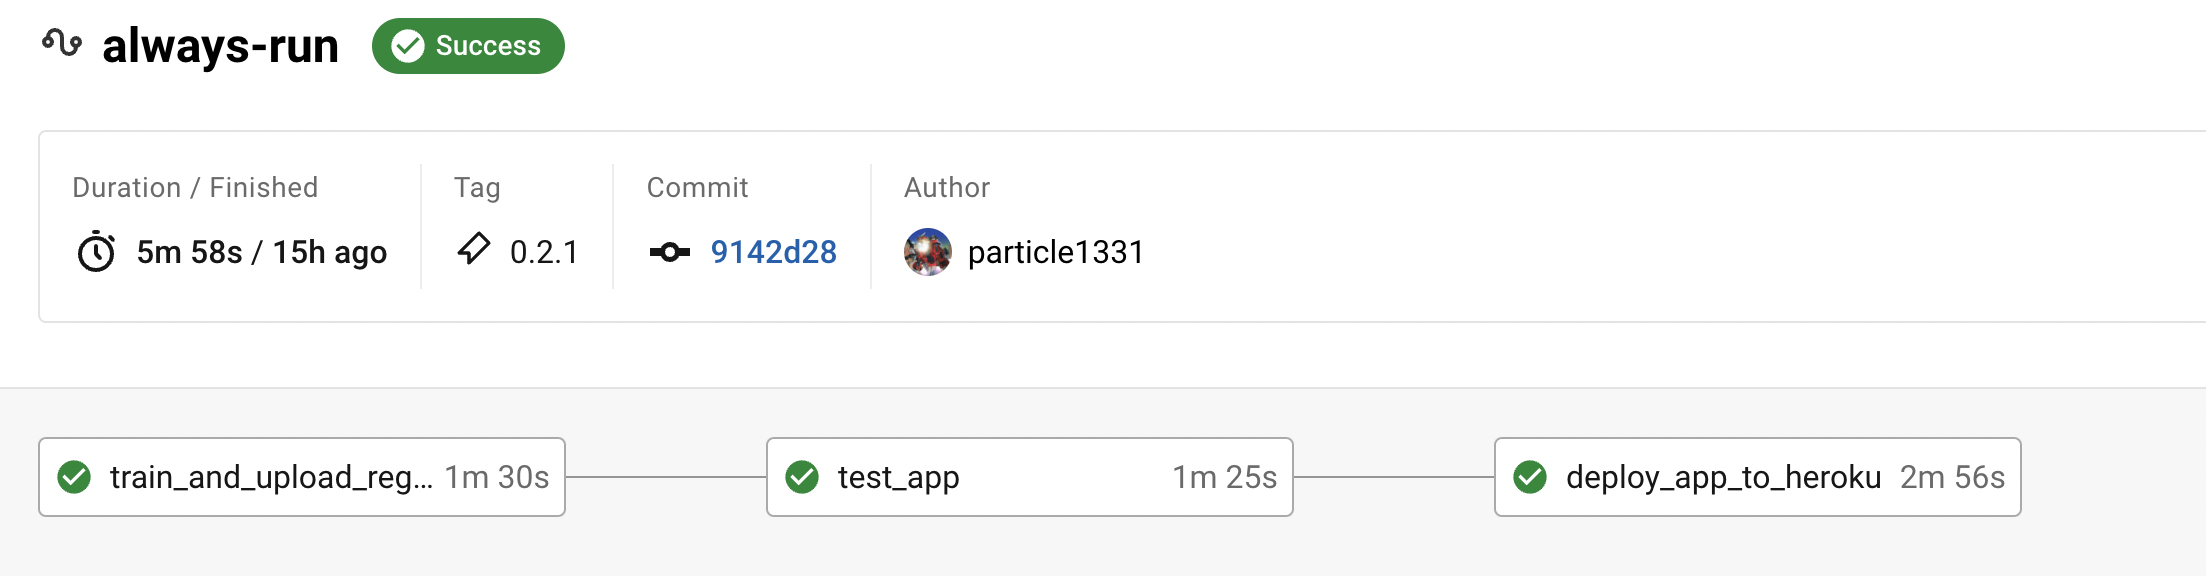 always-run Success
Duration / Finished Tag Commit Author
5m 58s / 15h ago 0.2.1 9142d28 particle1331
train_and_upload_reg... 1m 30s test_app 1m 25s deploy_app_to_heroku 2m 56s